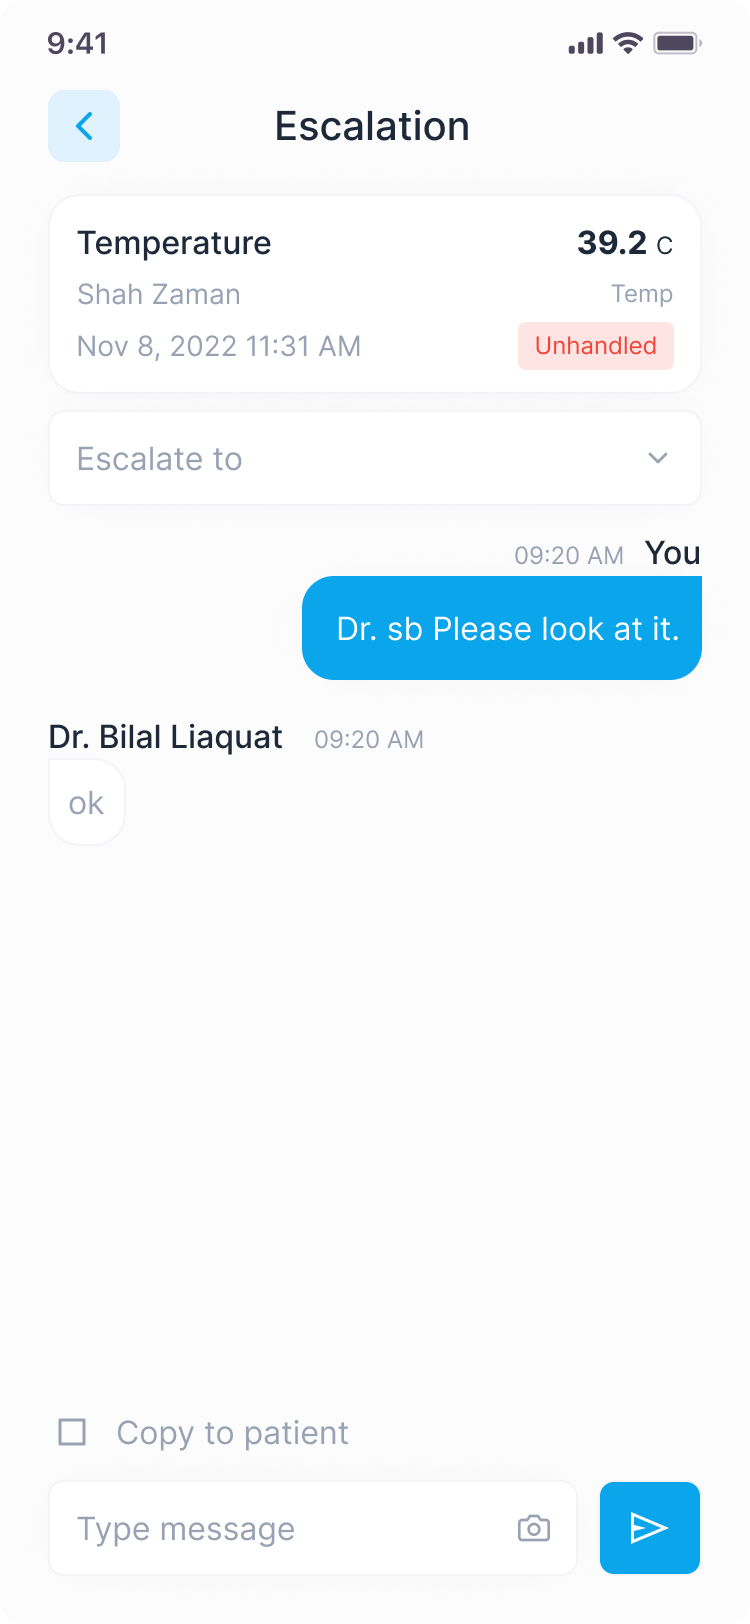 9:41
Escalation
Temperature 39.2 C
Shah Zaman Temp
Nov 8, 2022 11:31 AM Unhandled
Escalate to
09:20 AM You
Dr. sb Please look at it.
Dr. Bilal Liaquat 09:20 AM
ok
Copy to patient
Type message